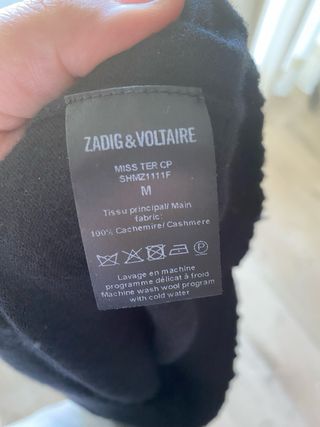 ZADIG & VOLTAIRE
MISS TER CP
SHMZ1111F
M
Tissu principal/ Main
fabric:
100% Cachemire/ Cashmere
P
Lavage en machine
programme délicat à froid
Machine wash wool program
with cold water